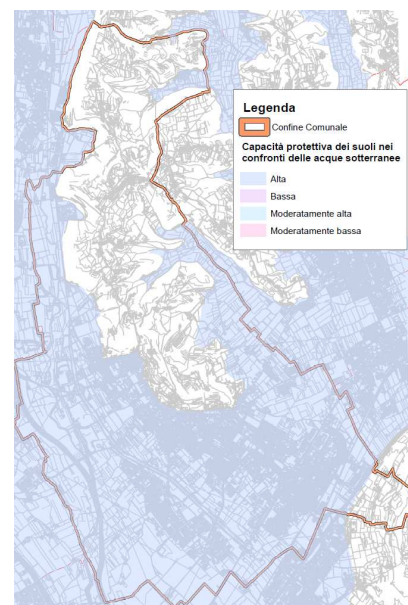 Legenda
Confine Comunale
Capacità protettiva dei suoli nei
confronti delle acque sotterranee
Alta
Bassa
Moderatamente alta
Moderatamente bassa